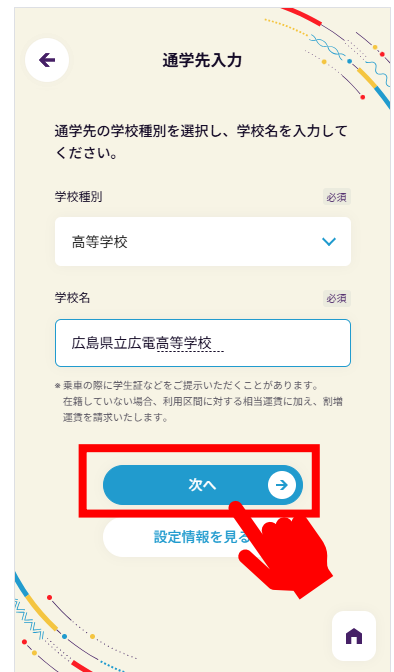 通学先入力
通学先の学校種別を選択し、学校名を入力して
ください。
学校種別
必須
高等学校
学校名
必須
広島県立広電高等学校
※乗車の際に学生証などをご提示いただくことがあります。
在籍していない場合、利用区間に対する相当運賃に加え、割増
運賃を請求いたします。
次へ
設定情報を見る